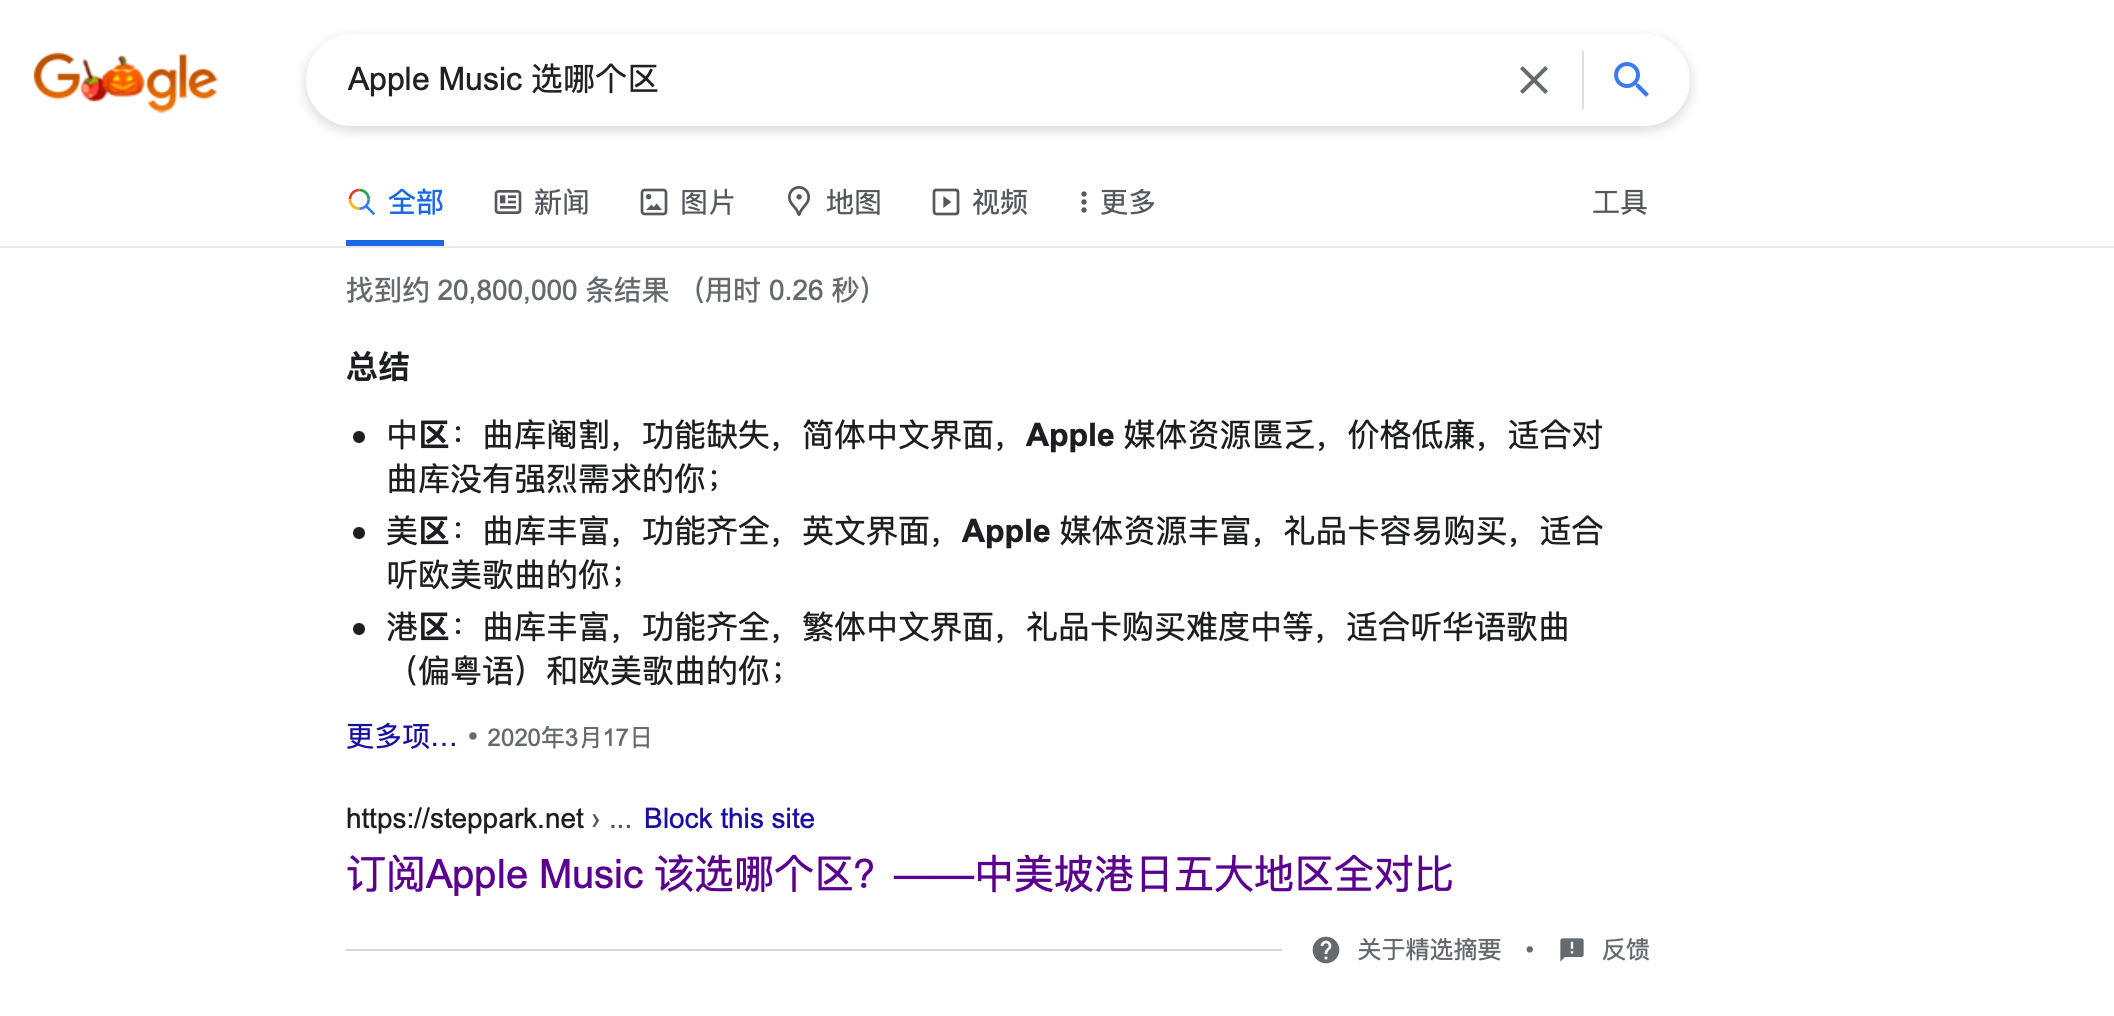 Google
Apple Music 选哪个区
全部 新闻 图片 地图 视频 更多 工具
找到约 20,800,000 条结果 （用时 0.26 秒）
总结
• 中区：曲库阉割，功能缺失，简体中文界面，Apple 媒体资源匮乏，价格低廉，适合对
曲库没有强烈需求的你；
• 美区：曲库丰富，功能齐全，英文界面，Apple 媒体资源丰富，礼品卡容易购买，适合
听欧美歌曲的你；
• 港区：曲库丰富，功能齐全，繁体中文界面，礼品卡购买难度中等，适合听华语歌曲
（偏粤语）和欧美歌曲的你；
更多项... • 2020年3月17日
https://steppark.net › ... Block this site
订阅Apple Music 该选哪个区？——中美坡港日五大地区全对比
关于精选摘要 • 反馈